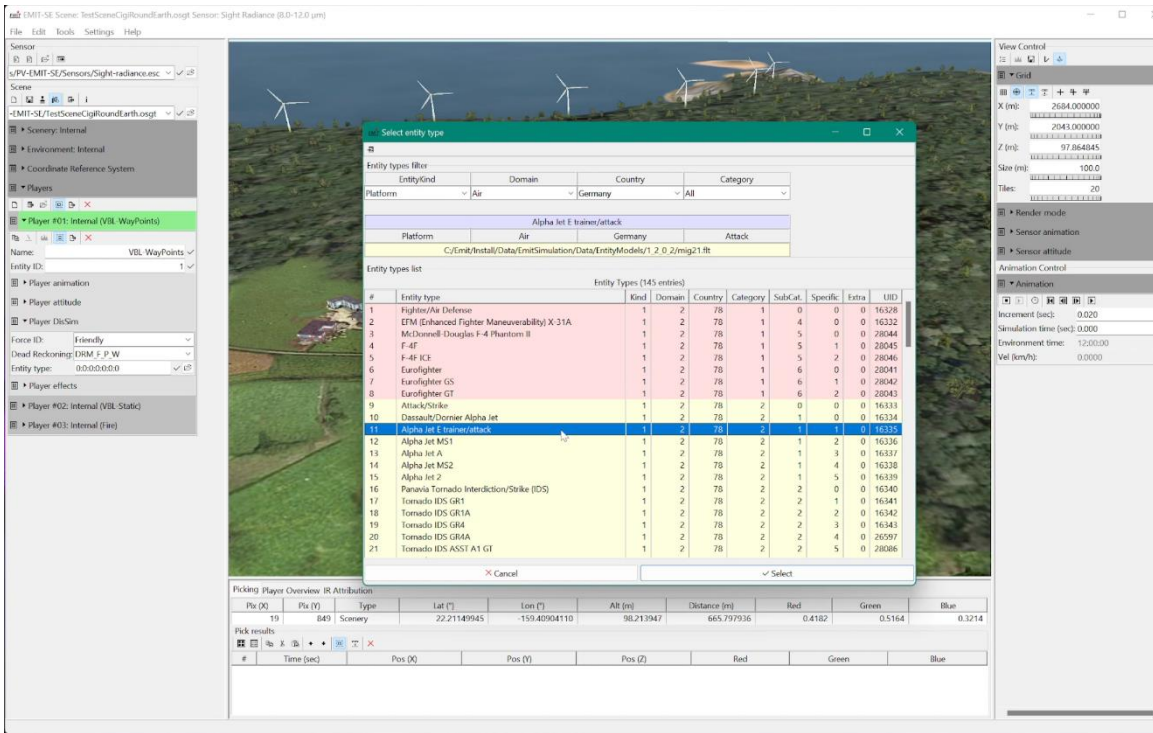 EMIT-SE Scene: TestSceneCigiRoundEarth.osgt Sensor: Sight Radiance (8.0-12.0 μm)
File Edit Tools Settings Help
Sensor
s/PV-EMIT-SE/Sensors/Sight-radiance.esc
Scene
-EMIT-SE/TestSceneCigiRoundEarth.osgt
Scenery: Internal
Environment: Internal
Coordinate Reference System
Players
Player #01: Internal (VBL-WayPoints)
Name: VBL-WayPoints
Entity ID: 1
Player animation
Player attitude
Player DisSim
Force ID: Friendly
Dead Reckoning: DRM_F_P_W
Entity type: 0:0:0:0:0:0:0
Player effects
Player #02: Internal (VBL-Static)
Player #03: Internal (Fire)
Select entity type
Entity types filter
EntityKind Domain Country Category
Platform Air Germany All
Alpha Jet E trainer/attack
Platform Air Germany Attack
C:/Emit/Install/Data/EmitSimulation/Data/EntityModels/1_2_0_2/mig21.flt
Entity types list
Entity Types (145 entries)
# Entity type Kind Domain Country Category SubCat. Specific Extra UID
1 Fighter/Air Defense 1 2 78 1 0 0 0 16328
2 EFM (Enhanced Fighter Maneuverability) X-31A 1 2 78 1 4 0 0 16332
3 McDonnell-Douglas F-4 Phantom II 1 2 78 1 5 0 0 28044
4 F-4F 1 2 78 1 5 1 0 28045
5 F-4F ICE 1 2 78 1 5 2 0 28046
6 Eurofighter 1 2 78 1 6 0 0 28041
7 Eurofighter GS 1 2 78 1 6 1 0 28042
8 Eurofighter GT 1 2 78 1 6 2 0 28043
9 Attack/Strike 1 2 78 2 0 0 0 16333
10 Dassault/Dornier Alpha Jet 1 2 78 2 1 0 0 16334
11 Alpha Jet E trainer/attack 1 2 78 2 1 1 0 16335
12 Alpha Jet MS1 1 2 78 2 1 2 0 16336
13 Alpha Jet A 1 2 78 2 1 3 0 16337
14 Alpha Jet MS2 1 2 78 2 1 4 0 16338
15 Alpha Jet 2 1 2 78 2 1 5 0 16339
16 Panavia Tornado Interdiction/Strike (IDS) 1 2 78 2 2 0 0 16340
17 Tornado IDS GR1 1 2 78 2 2 1 0 16341
18 Tornado IDS GR1A 1 2 78 2 2 2 0 16342
19 Tornado IDS GR4 1 2 78 2 2 3 0 16343
20 Tornado IDS GR4A 1 2 78 2 2 4 0 26597
21 Tornado IDS ASST A1 GT 1 2 78 2 2 5 0 28086
Cancel Select
Picking Player Overview IR Attribution
Pix (X) Pix (Y) Type Lat (°) Lon (°) Alt (m) Distance (m) Red Green Blue
19 849 Scenery 22.21149945 -159.40904110 98.213947 665.797936 0.4182 0.5164 0.3214
Pick results
# Time (sec) Pos (X) Pos (Y) Pos (Z) Red Green Blue
View Control
Grid
X (m): 2684.000000
Y (m): 2043.000000
Z (m): 97.864845
Size (m): 100.0
Tiles: 20
Render mode
Sensor animation
Sensor attitude
Animation Control
Animation
Increment (sec): 0.020
Simulation time (sec): 0.000
Environment time: 12:00:00
Vel (km/h): 0.0000